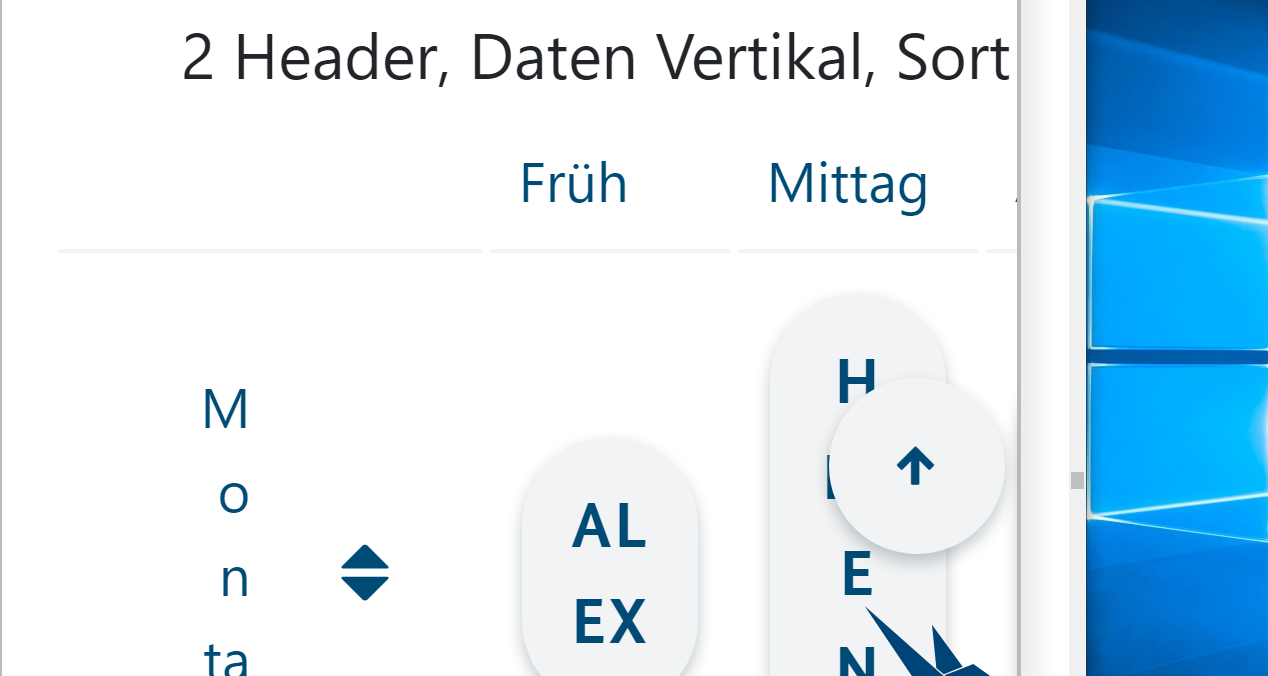 2 Header, Daten Vertikal, Sort
Früh
Mittag
M
o
n
ta
AL
EX
H
E
N